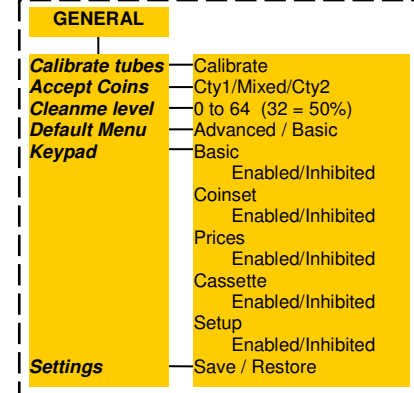 GENERAL
Calibrate tubes Calibrate
Accept Coins Cty1/Mixed/Cty2
Cleanme level 0 to 64 (32 = 50%)
Default Menu Advanced / Basic
Keypad Basic
Enabled/Inhibited
Coinset
Enabled/Inhibited
Prices
Enabled/Inhibited
Cassette
Enabled/Inhibited
Setup
Enabled/Inhibited
Settings Save / Restore